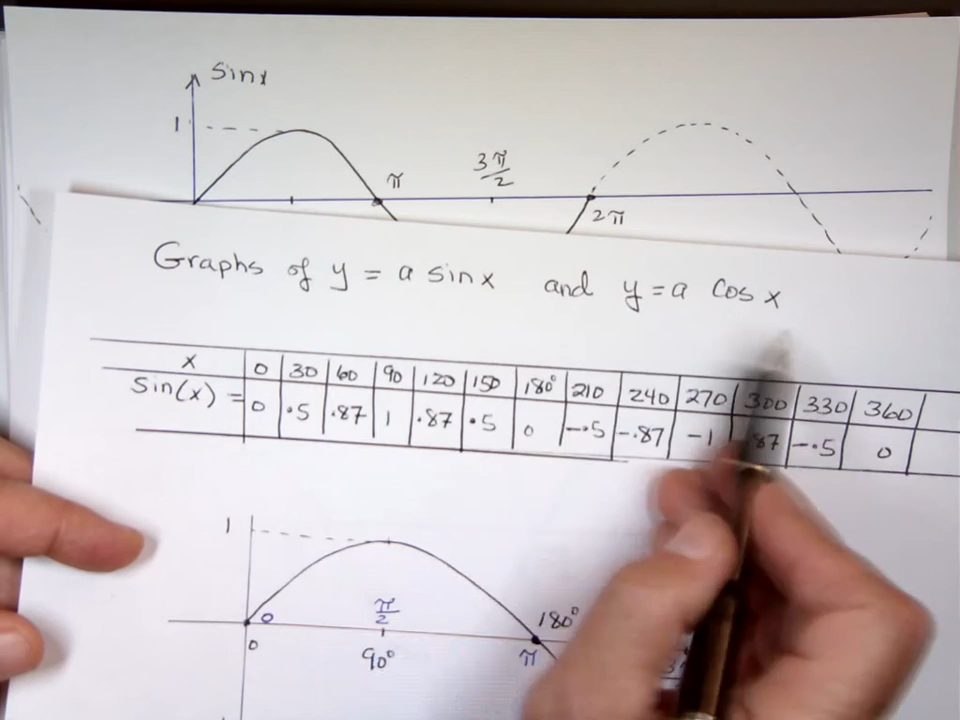 sinx
1
π
3π/2
2π
Graphs of y = a sinx and y = a cos x
x 0 30 60 90 120 150 180° 210 240 270 300 330 360
Sin(x) = 0 .5 .87 1 .87 .5 0 -.5 -.87 -1 .87 -.5 0
1
0 π/2 180°
0 90° π